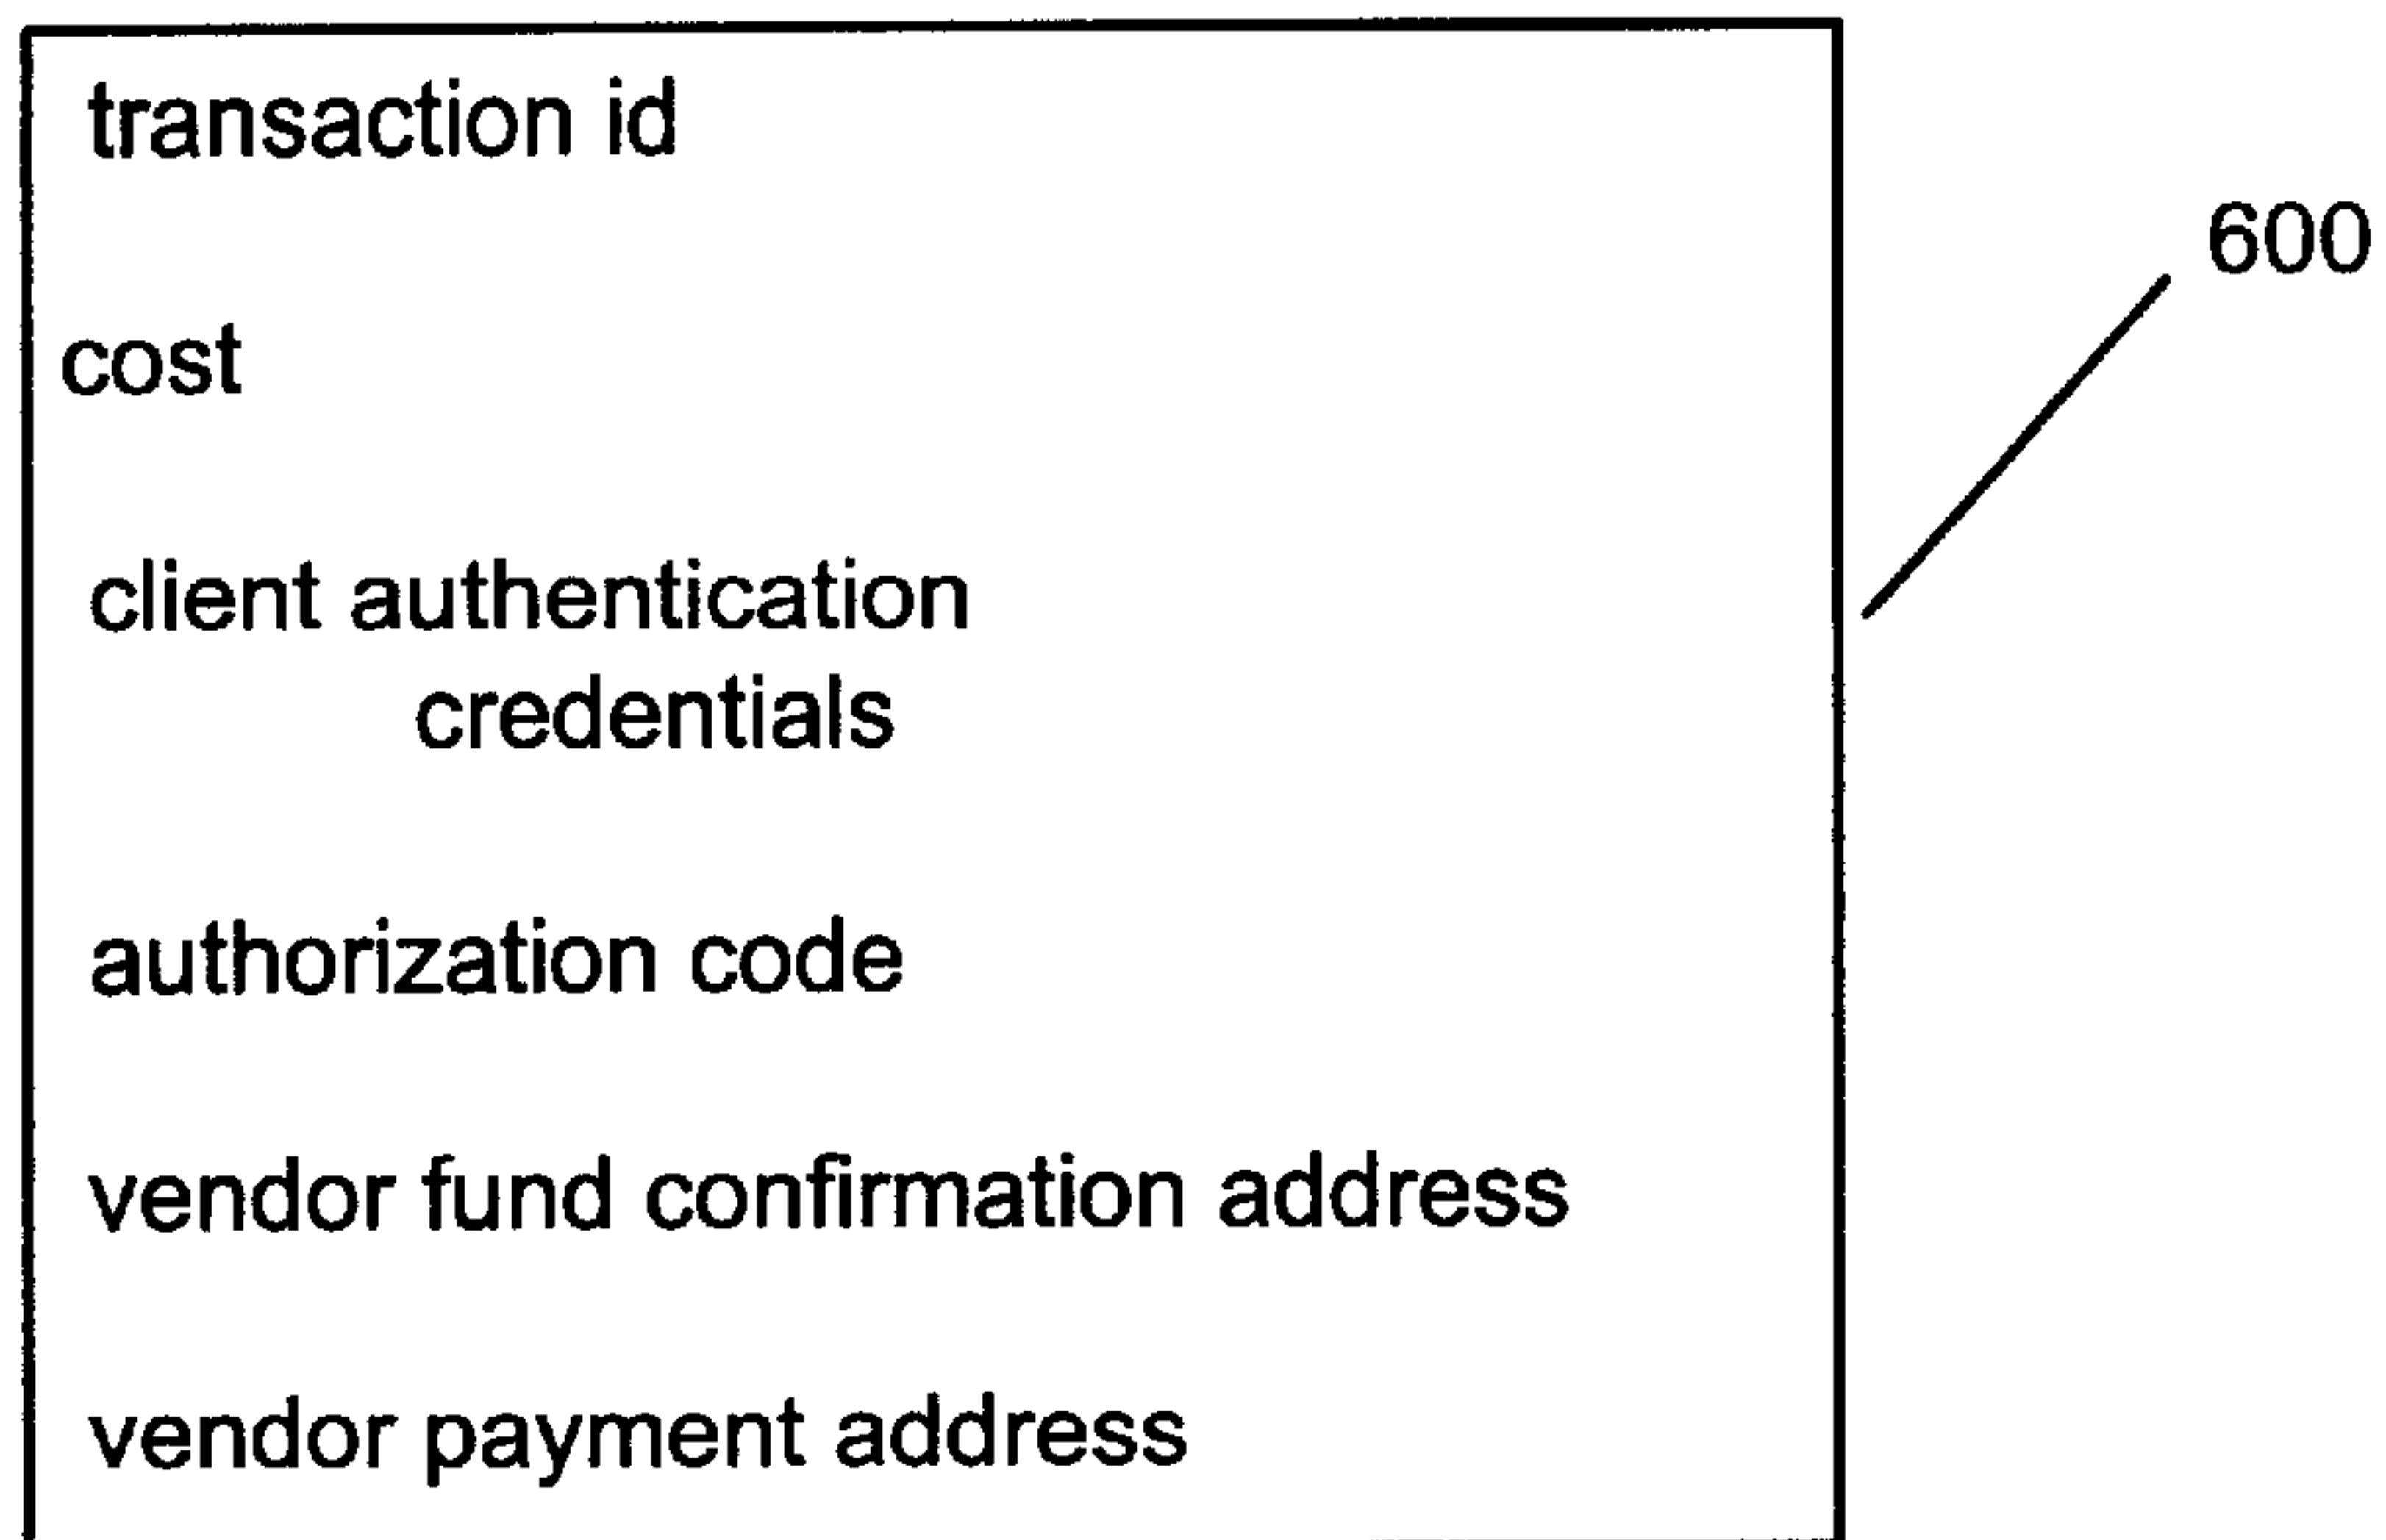 transaction id
600
cost
client authentication
credentials
authorization code
vendor fund confirmation address
vendor payment address